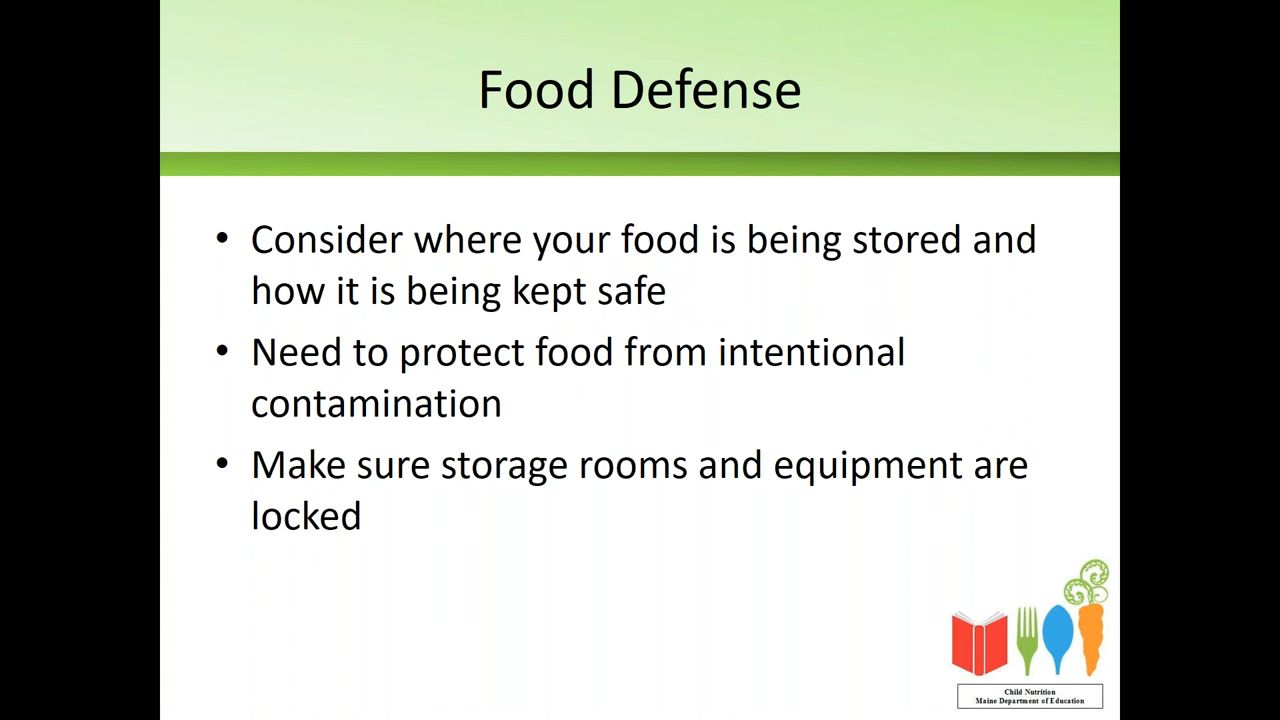 Food Defense
• Consider where your food is being stored and
how it is being kept safe
• Need to protect food from intentional
contamination
• Make sure storage rooms and equipment are
locked
Child Nutrition
Maine Department of Education